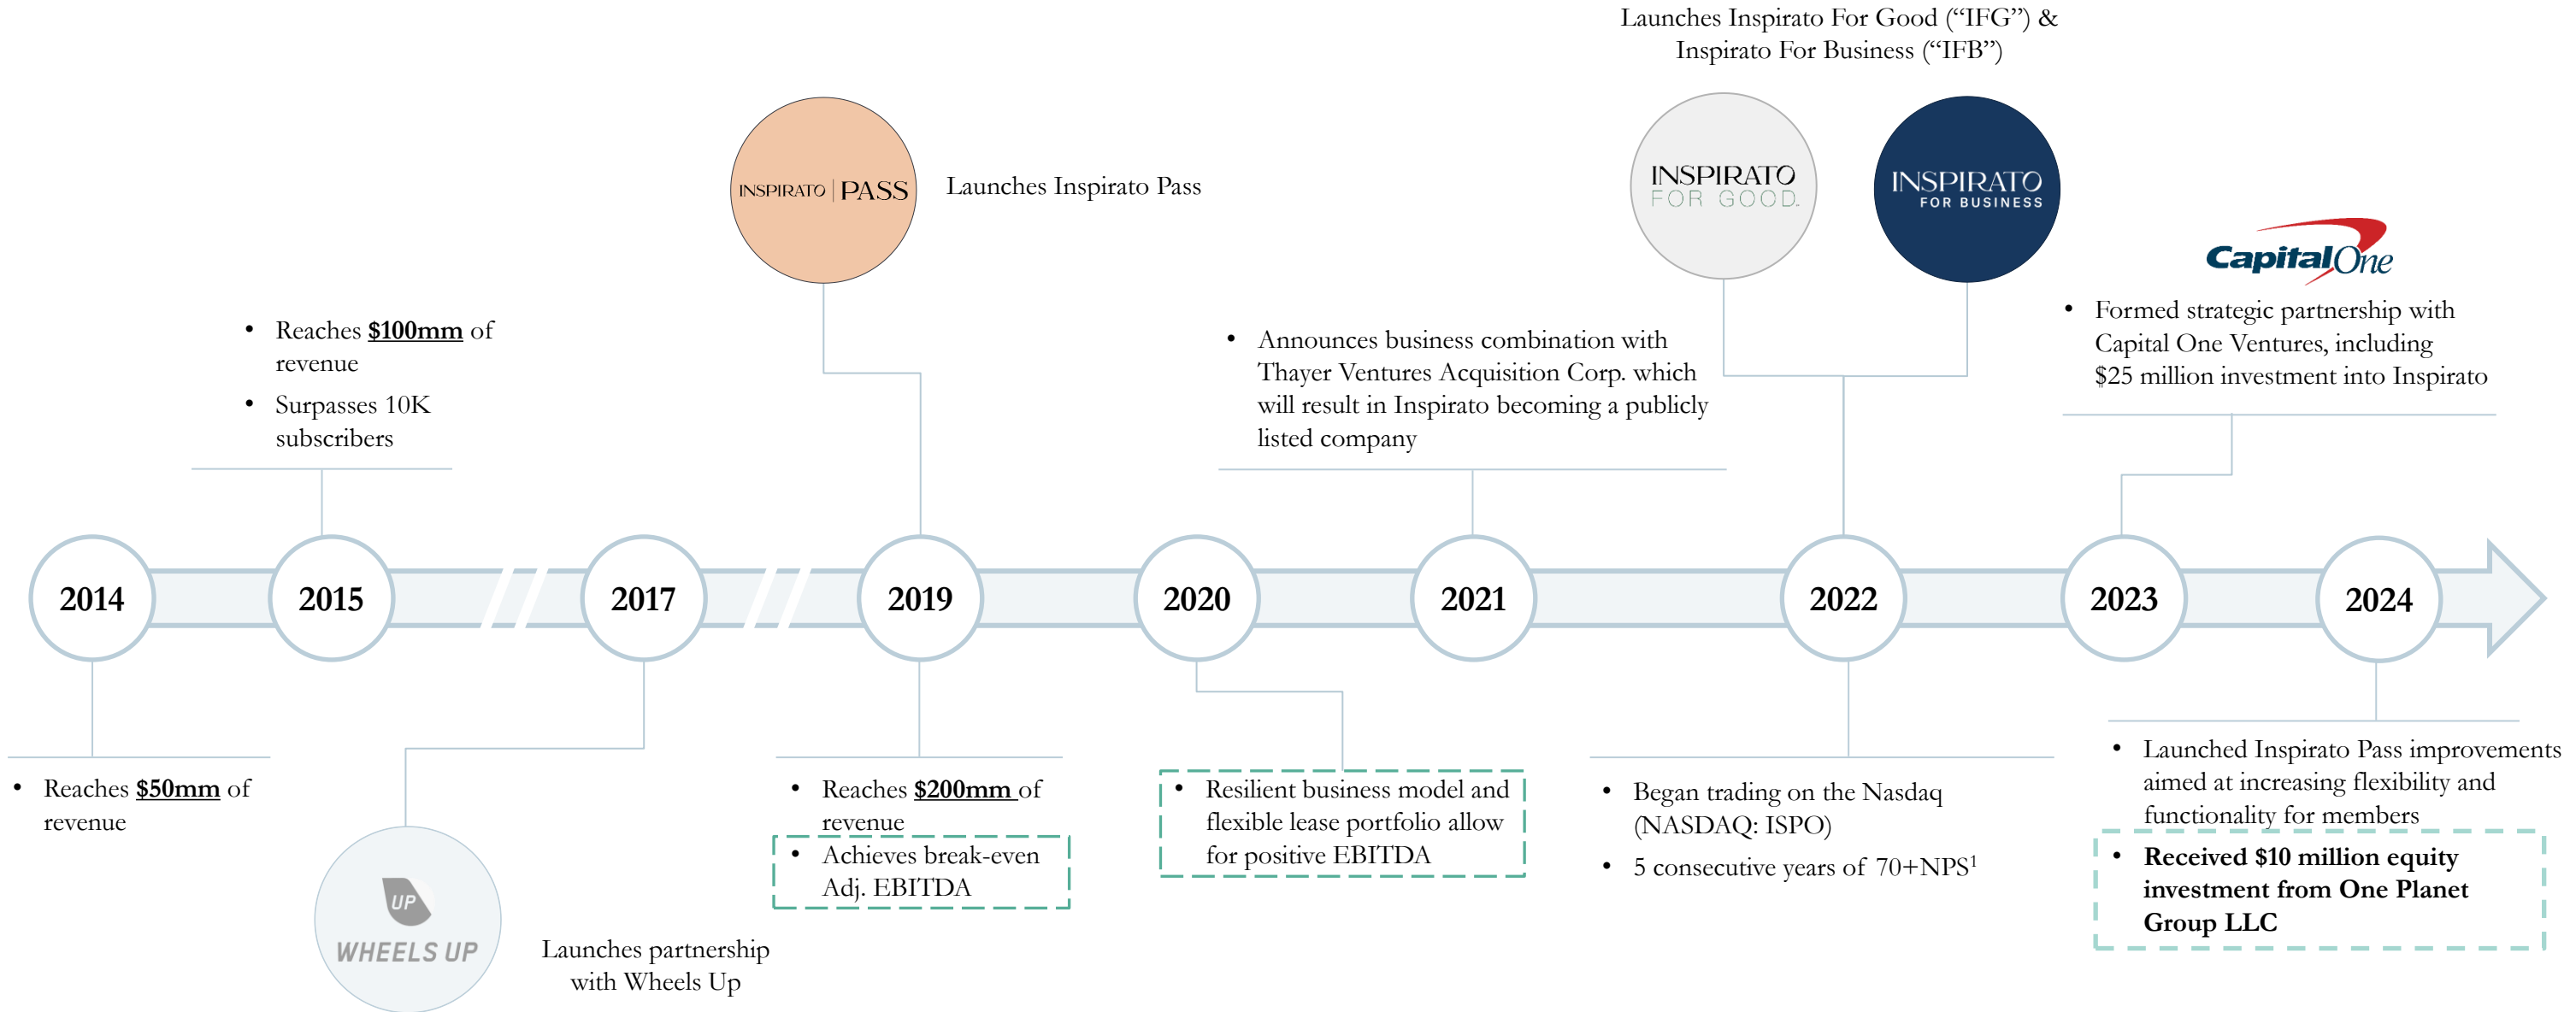 Launches Inspirato For Good (“IFG”) &
Inspirato For Business (“IFB”)
INSPIRATO | PASS
Launches Inspirato Pass
INSPIRATO
FOR GOOD™
INSPIRATO
FOR BUSINESS
CapitalOne
• Reaches $100mm of
revenue
• Surpasses 10K
subscribers
• Announces business combination with
Thayer Ventures Acquisition Corp. which
will result in Inspirato becoming a publicly
listed company
• Formed strategic partnership with
Capital One Ventures, including
$25 million investment into Inspirato
2014
2015
2017
2019
2020
2021
2022
2023
2024
• Reaches $50mm of
revenue
UP
WHEELS UP
Launches partnership
with Wheels Up
• Reaches $200mm of
revenue
• Achieves break-even
Adj. EBITDA
• Resilient business model and
flexible lease portfolio allow
for positive EBITDA
• Began trading on the Nasdaq
(NASDAQ: ISPO)
• 5 consecutive years of 70+NPS¹
• Launched Inspirato Pass improvements
aimed at increasing flexibility and
functionality for members
• Received $10 million equity
investment from One Planet
Group LLC